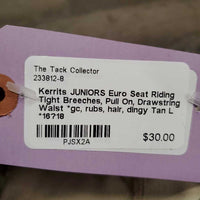 The Tack Collector
233812-8
Kerrits JUNIORS Euro Seat Riding
Tight Breeches, Pull On, Drawstring
Waist *gc, rubs, hair, dingy Tan L
*16?18
PJSX2A
$30.00